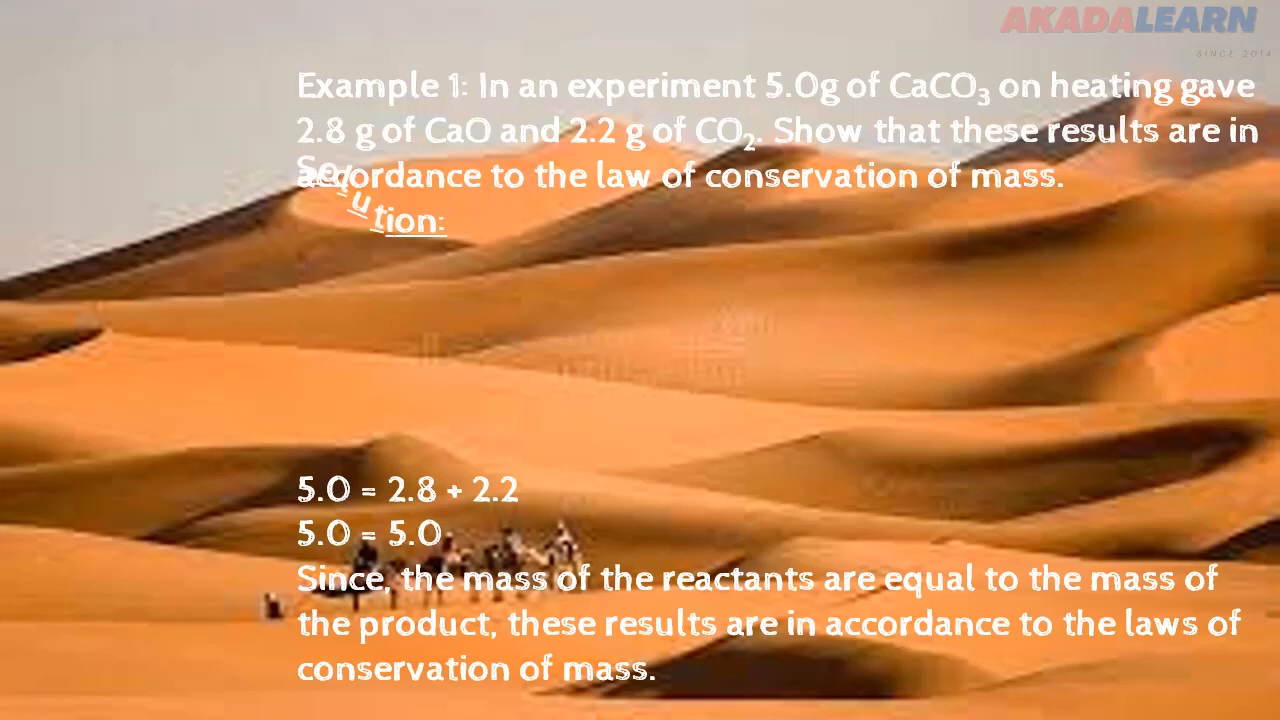 AKADALEARN
SINCE 2014
Example 1: In an experiment 5.0g of CaCO₃ on heating gave
2.8 g of CaO and 2.2 g of CO₂. Show that these results are in
accordance to the law of conservation of mass.
Solution:
5.0 = 2.8 + 2.2
5.0 = 5.0
Since, the mass of the reactants are equal to the mass of
the product, these results are in accordance to the laws of
conservation of mass.